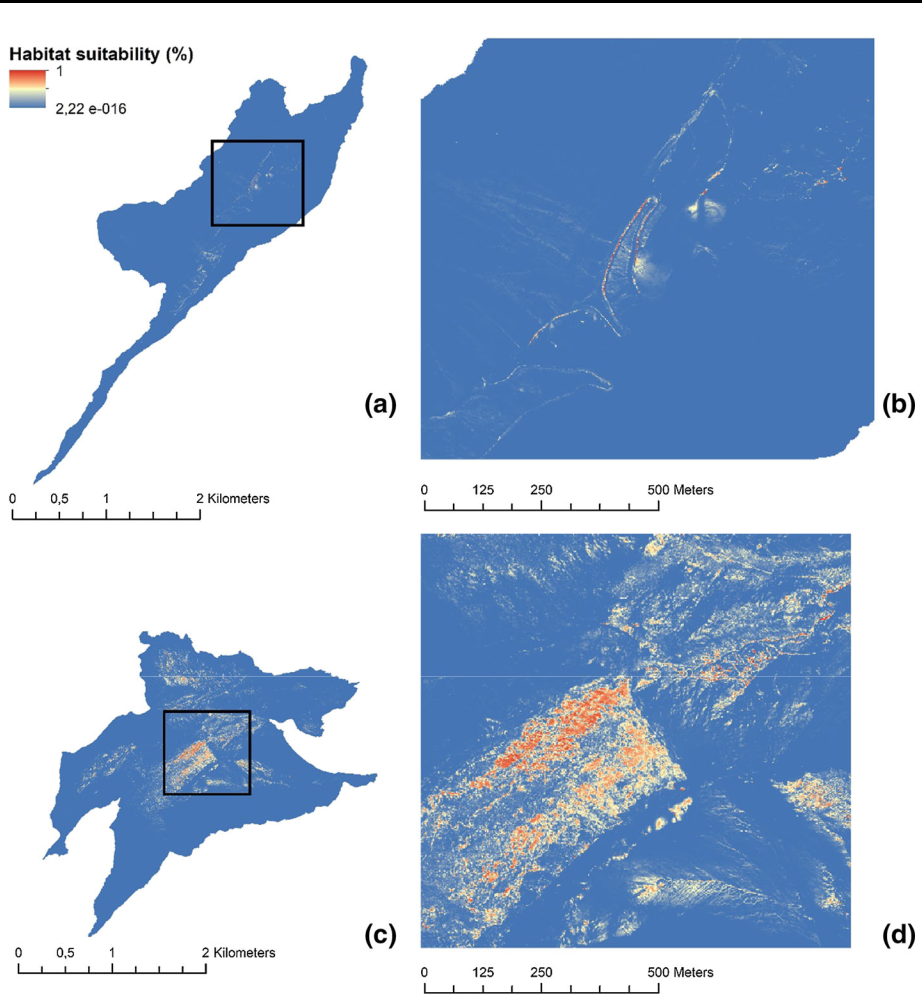 Habitat suitability (%)
1
2,22 e-016
(a)
(b)
0 0,5 1 2 Kilometers
0 125 250 500 Meters
(c)
(d)
0 0,5 1 2 Kilometers
0 125 250 500 Meters